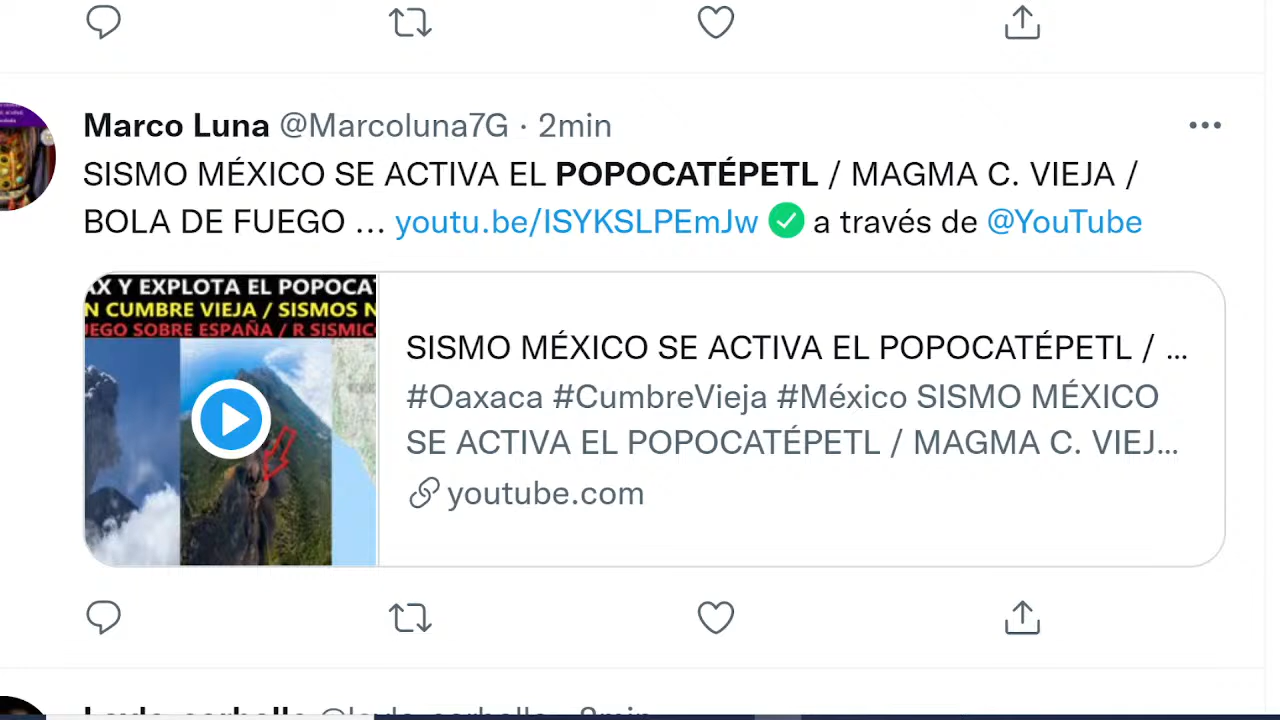 Marco Luna @Marcoluna7G · 2min
SISMO MÉXICO SE ACTIVA EL POPOCATÉPETL / MAGMA C. VIEJA /
BOLA DE FUEGO ... youtu.be/ISYKSLPEmJw ✅ a través de @YouTube
AX Y EXPLOTA EL POPOCAT
N CUMBRE VIEJA / SISMOS N
UEGO SOBRE ESPAÑA / R SISMIC
SISMO MÉXICO SE ACTIVA EL POPOCATÉPETL / ...
#Oaxaca #CumbreVieja #México SISMO MÉXICO
SE ACTIVA EL POPOCATÉPETL / MAGMA C. VIEJ...
youtube.com